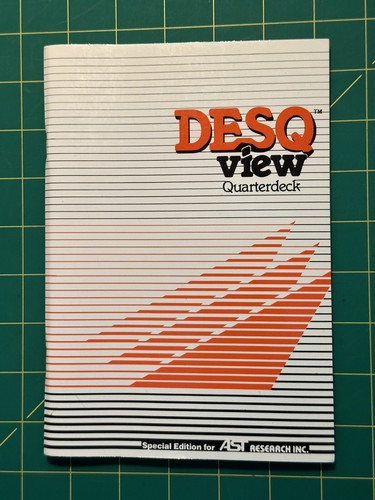 DESQ™
view
Quarterdeck
Special Edition for AST RESEARCH INC.